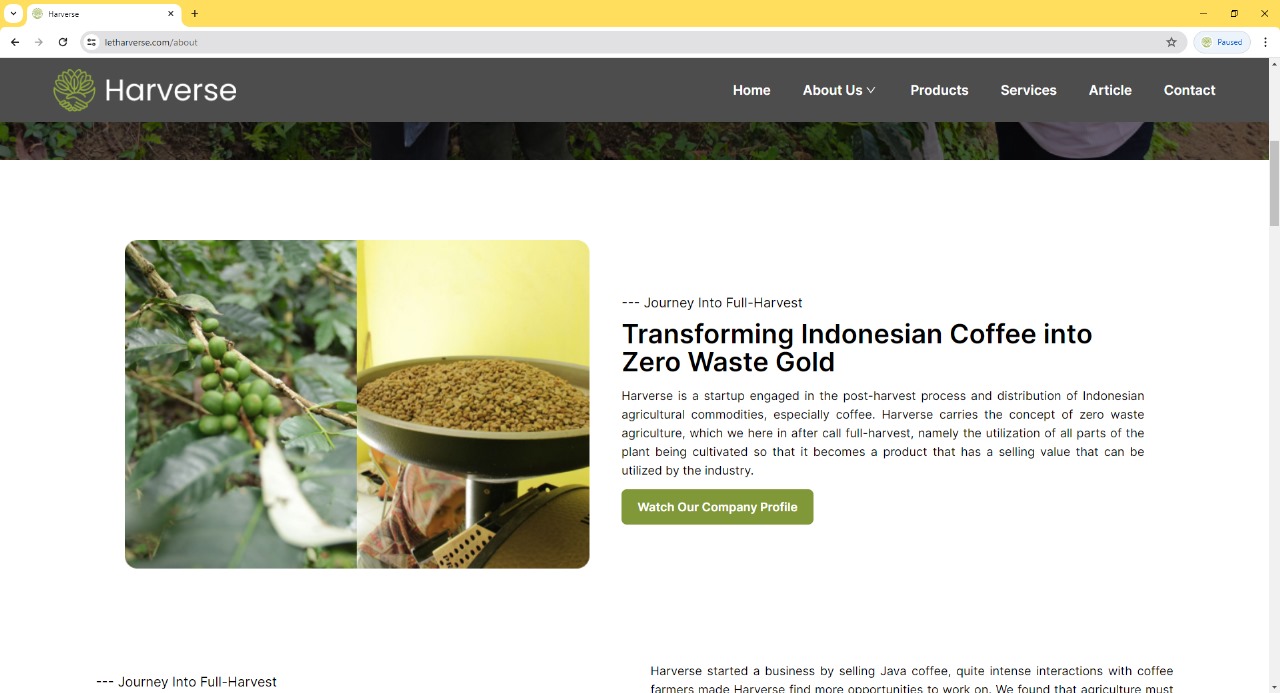 Harverse
letharverse.com/about
Paused
Harverse
Home
About Us
Products
Services
Article
Contact
--- Journey Into Full-Harvest
Transforming Indonesian Coffee into
Zero Waste Gold
Harverse is a startup engaged in the post-harvest process and distribution of Indonesian
agricultural commodities, especially coffee. Harverse carries the concept of zero waste
agriculture, which we here in after call full-harvest, namely the utilization of all parts of the
plant being cultivated so that it becomes a product that has a selling value that can be
utilized by the industry.
Watch Our Company Profile
--- Journey Into Full-Harvest
Harverse started a business by selling Java coffee, quite intense interactions with coffee
farmers made Harverse find more opportunities to work on. We found that agriculture must